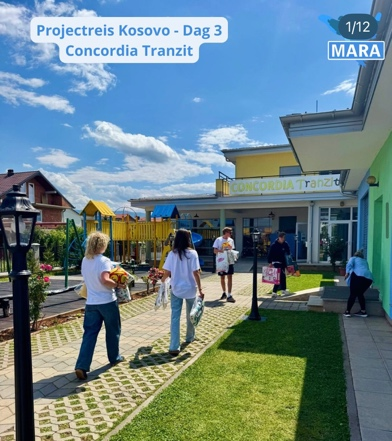 Projectreis Kosovo - Dag 3
Concordia Tranzit
1/12
MARA
CONCORDIA Tranzit